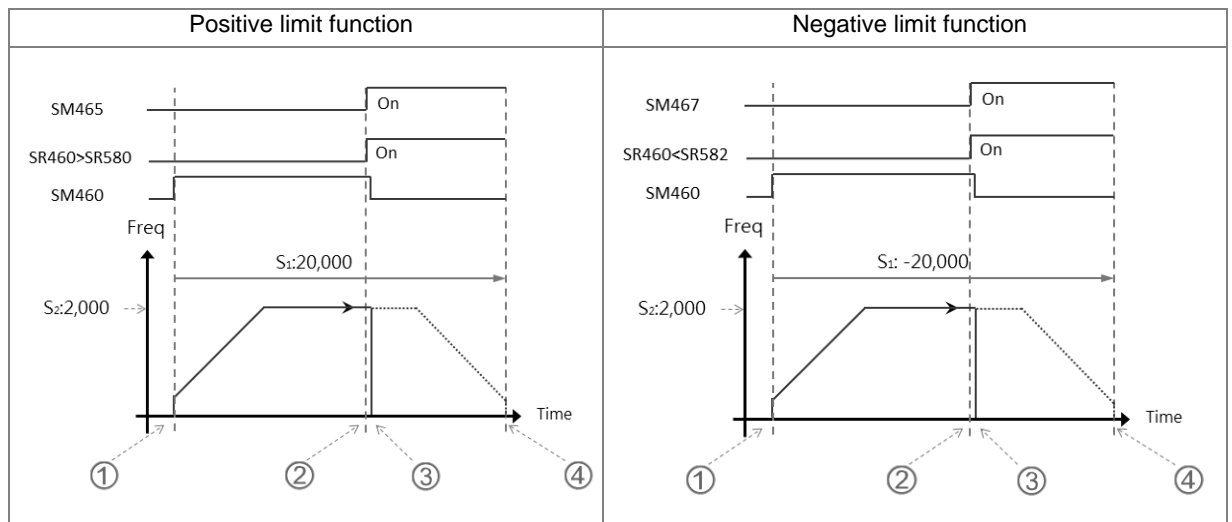 Positive limit function
SM465
On
SR460>SR580
On
SM460
Freq
S1:20,000
S2:2,000
Time
① ② ③ ④
Negative limit function
SM467
On
SR460<SR582
On
SM460
Freq
S1: -20,000
S2:2,000
Time
① ② ③ ④